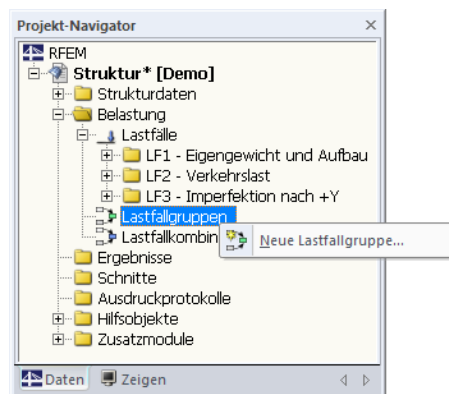 Projekt-Navigator
RFEM
Struktur* [Demo]
Strukturdaten
Belastung
Lastfälle
LF1 - Eigengewicht und Aufbau
LF2 - Verkehrslast
LF3 - Imperfektion nach +Y
Lastfallgruppen
Neue Lastfallgruppe...
Lastfallkombin
Ergebnisse
Schnitte
Ausdruckprotokolle
Hilfsobjekte
Zusatzmodule
Daten Zeigen